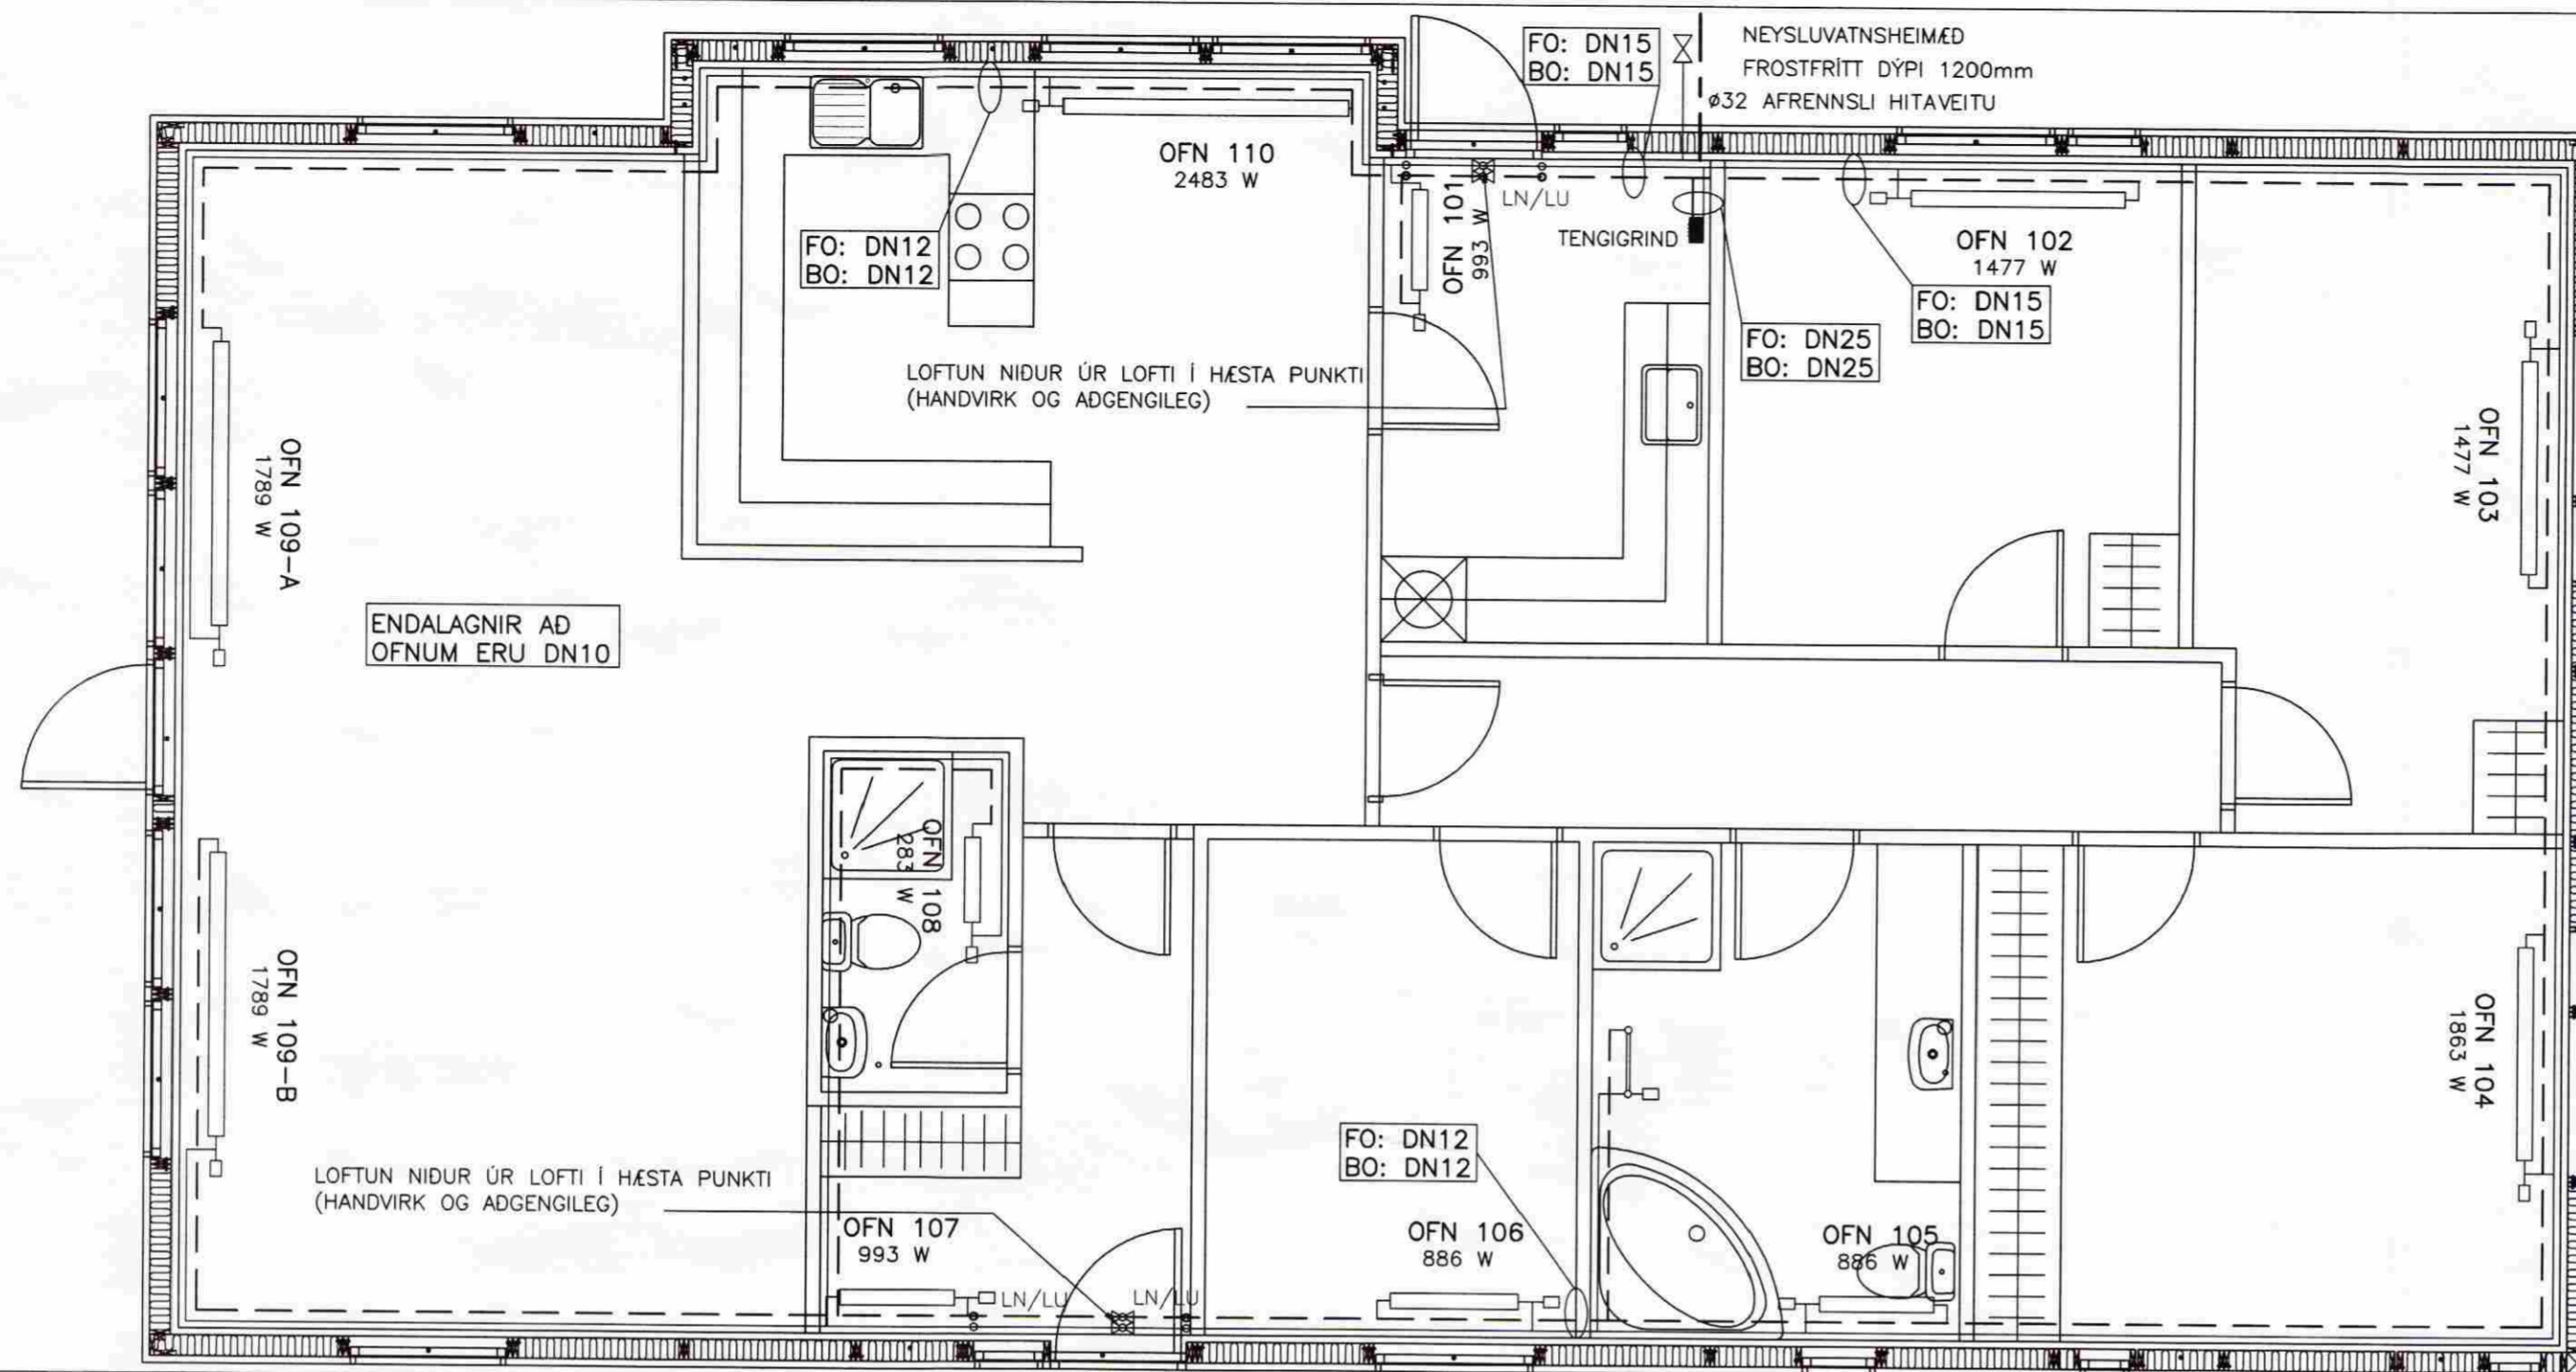 FO: DN15
BO: DN15
NEYSLUVATNSHEIMÆÐ
FROSTFRÍTT DÝPI 1200mm
ø32 AFRENNSLI HITAVEITU
OFN 110
2483 W
FO: DN12
BO: DN12
OFN 101
993 W
LN/LU
TENGIGRIND
OFN 102
1477 W
FO: DN15
BO: DN15
FO: DN25
BO: DN25
LOFTUN NIÐUR ÚR LOFTI Í HÆSTA PUNKTI
(HANDVIRK OG AÐGENGILEG)
OFN 103
1477 W
OFN 109-A
1789 W
ENDALAGNIR AÐ
OFNUM ERU DN10
OFN 108
283 W
OFN 109-B
1789 W
OFN 104
1863 W
FO: DN12
BO: DN12
LOFTUN NIÐUR ÚR LOFTI Í HÆSTA PUNKTI
(HANDVIRK OG AÐGENGILEG)
OFN 107
993 W
LN/LU
LN/LU
OFN 106
886 W
OFN 105
886 W